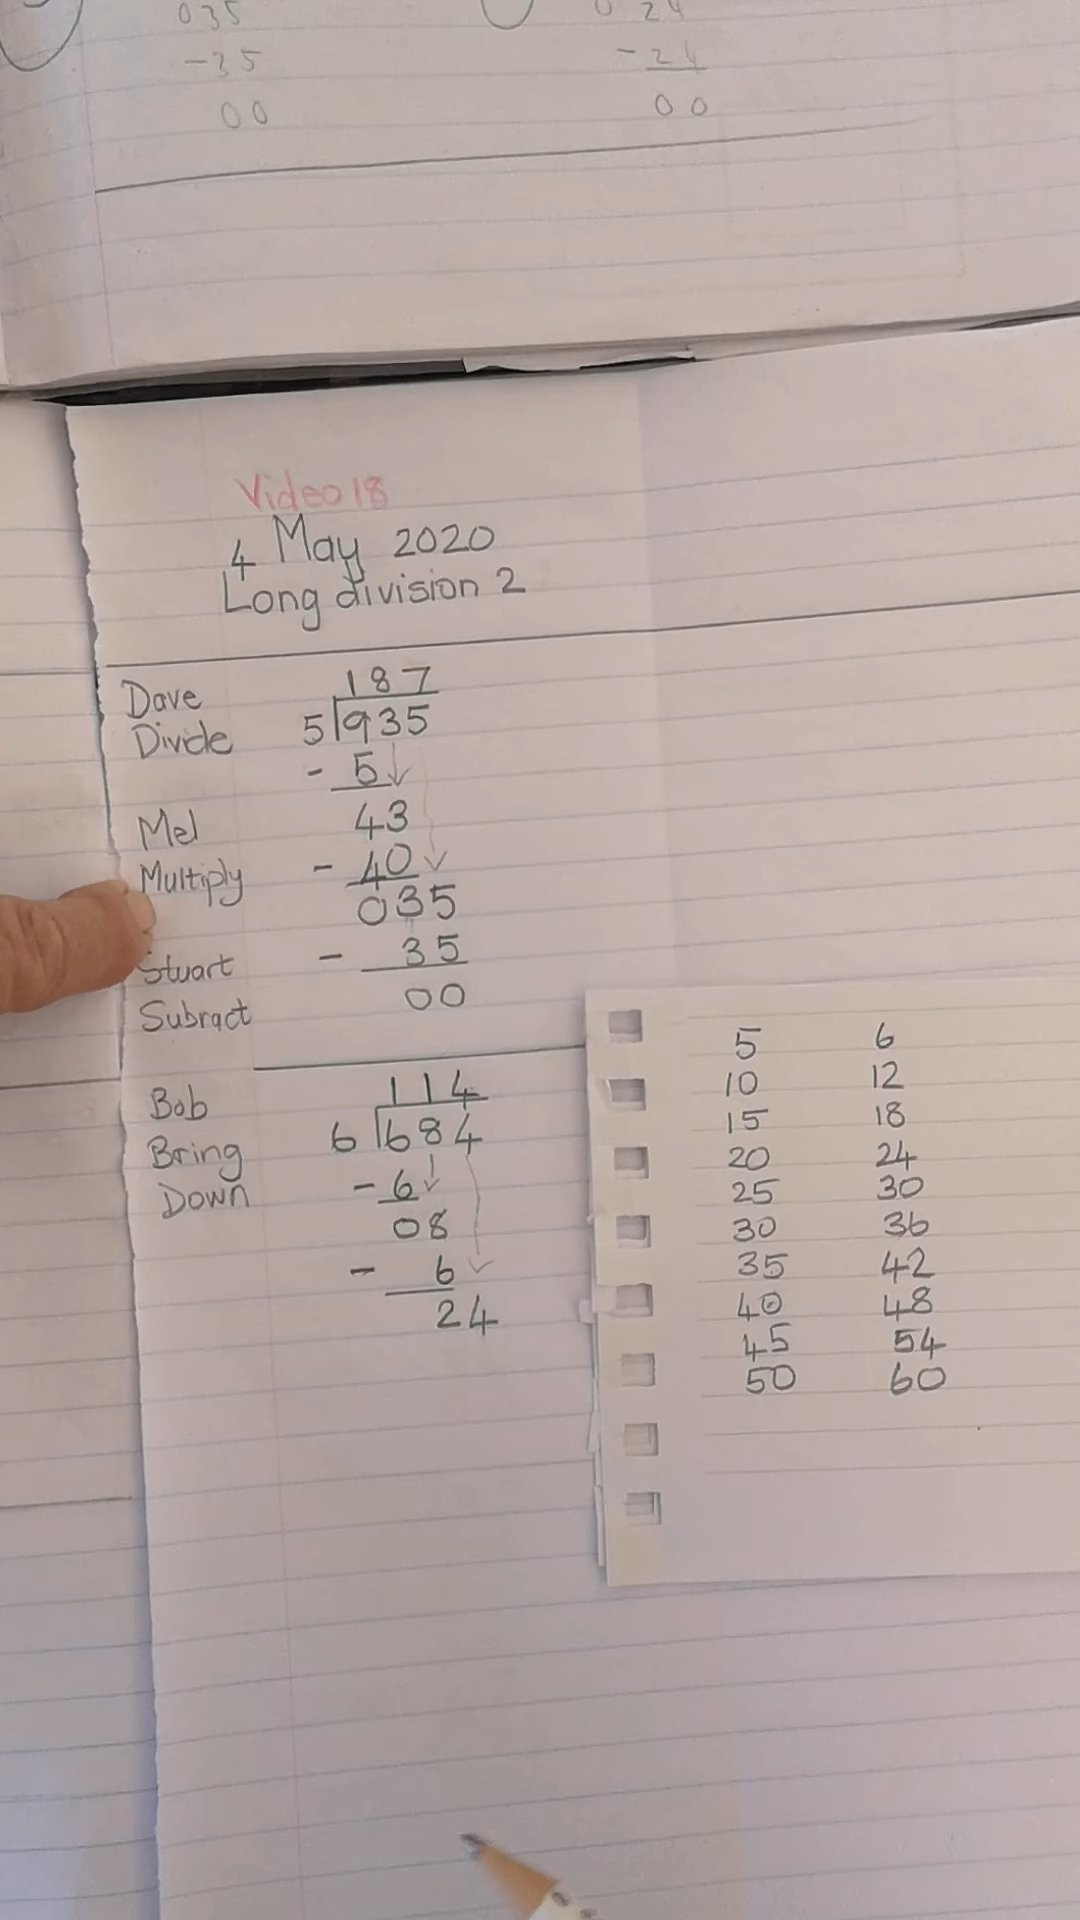 035
-35
00
24
-24
00
Video 18
4 May 2020
Long division 2
Dave
Divide
Mel
Multiply
Stuart
Subract
Bob
Bring
Down
187
5 935
- 5
43
- 40
035
- 35
00
114
6 684
- 6
08
- 6
24
5 6
10 12
15 18
20 24
25 30
30 36
35 42
40 48
45 54
50 60